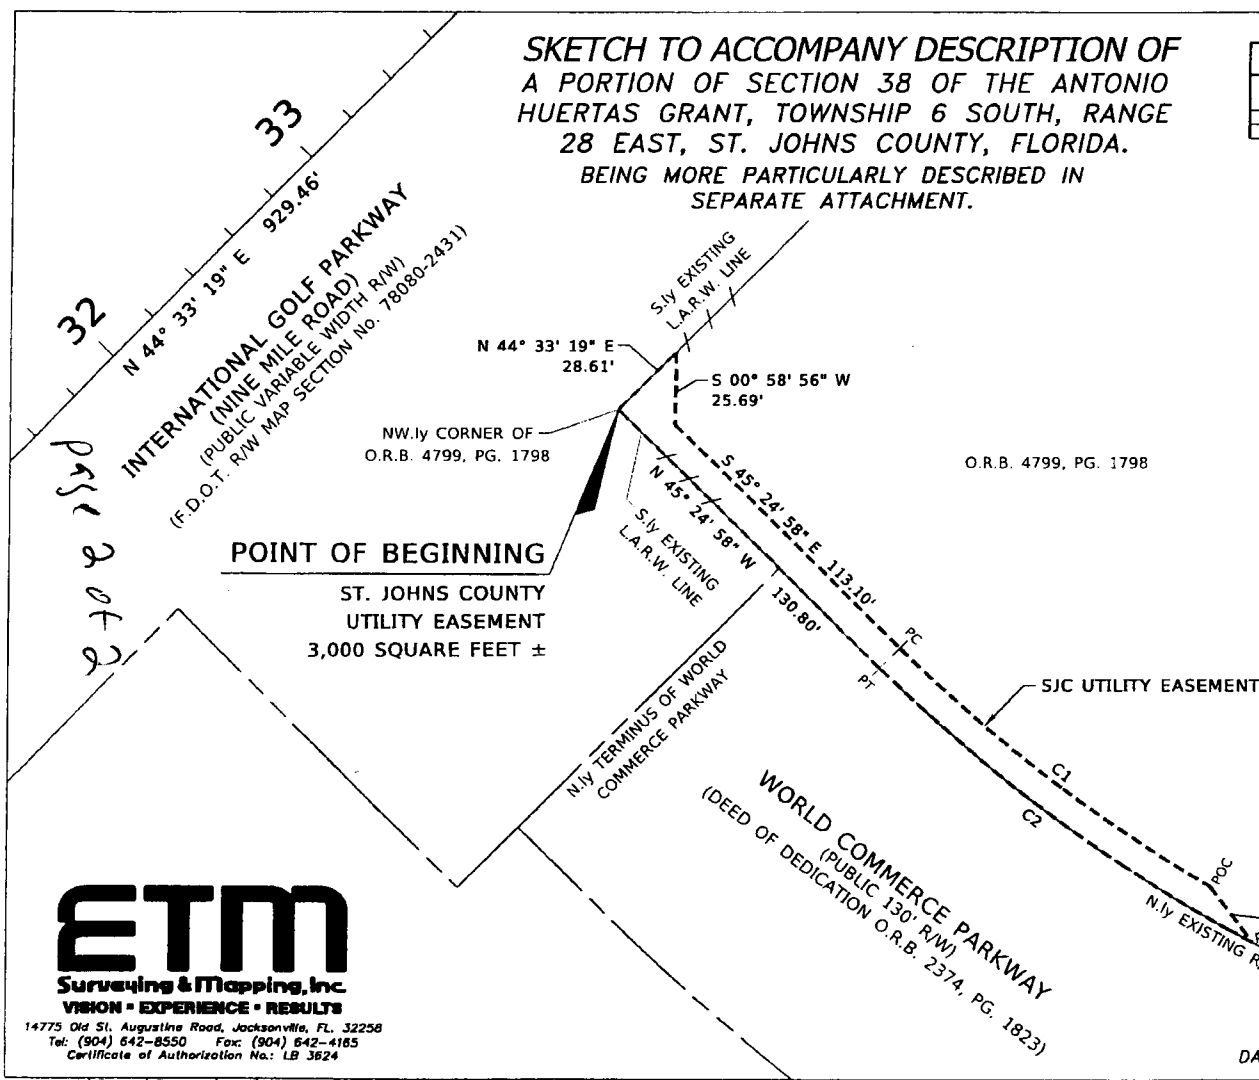 SKETCH TO ACCOMPANY DESCRIPTION OF
A PORTION OF SECTION 38 OF THE ANTONIO
HUERTAS GRANT, TOWNSHIP 6 SOUTH, RANGE
28 EAST, ST. JOHNS COUNTY, FLORIDA.
BEING MORE PARTICULARLY DESCRIBED IN
SEPARATE ATTACHMENT.
33
32
N 44° 33' 19" E 929.46'
INTERNATIONAL GOLF PARKWAY
(NINE MILE ROAD)
(PUBLIC VARIABLE WIDTH R/W)
(F.D.O.T. R/W MAP SECTION No. 78080-2431)
S.ly EXISTING
L.A.R.W. LINE
N 44° 33' 19" E
28.61'
S 00° 58' 56" W
25.69'
NW.ly CORNER OF
O.R.B. 4799, PG. 1798
O.R.B. 4799, PG. 1798
S 45° 24' 58" E 113.10'
N 45° 24' 58" W 130.80'
S.ly EXISTING
L.A.R.W. LINE
page 2 of 2
POINT OF BEGINNING
ST. JOHNS COUNTY
UTILITY EASEMENT
3,000 SQUARE FEET ±
PC
PT
SJC UTILITY EASEMENT
N.ly TERMINUS OF WORLD
COMMERCE PARKWAY
C1
C2
WORLD COMMERCE PARKWAY
(PUBLIC 130' R/W)
(DEED OF DEDICATION O.R.B. 2374, PG. 1823)
POC
N.ly EXISTING R/
ETM
Surveying & Mapping, Inc.
VISION • EXPERIENCE • RESULTS
14775 Old St. Augustine Road, Jacksonville, FL. 32258
Tel: (904) 642-8550 Fax: (904) 642-4165
Certificate of Authorization No.: LB 3624
DA